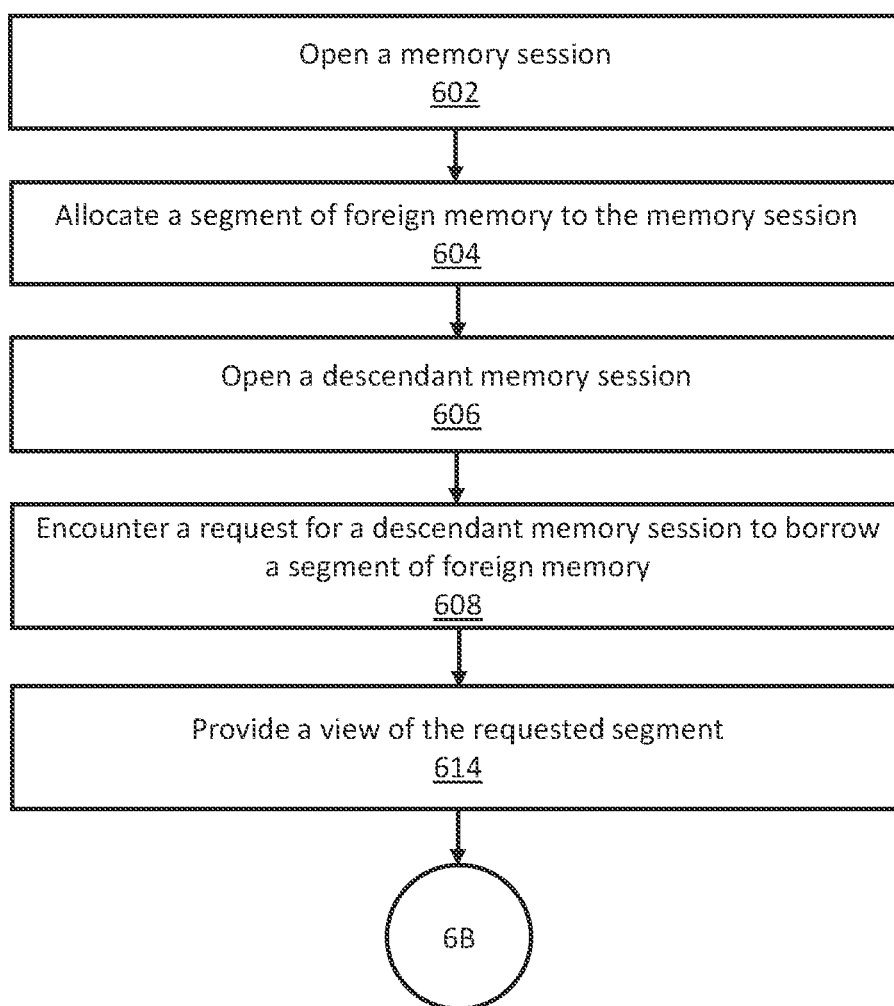 Open a memory session
602
Allocate a segment of foreign memory to the memory session
604
Open a descendant memory session
606
Encounter a request for a descendant memory session to borrow
a segment of foreign memory
608
Provide a view of the requested segment
614
6B